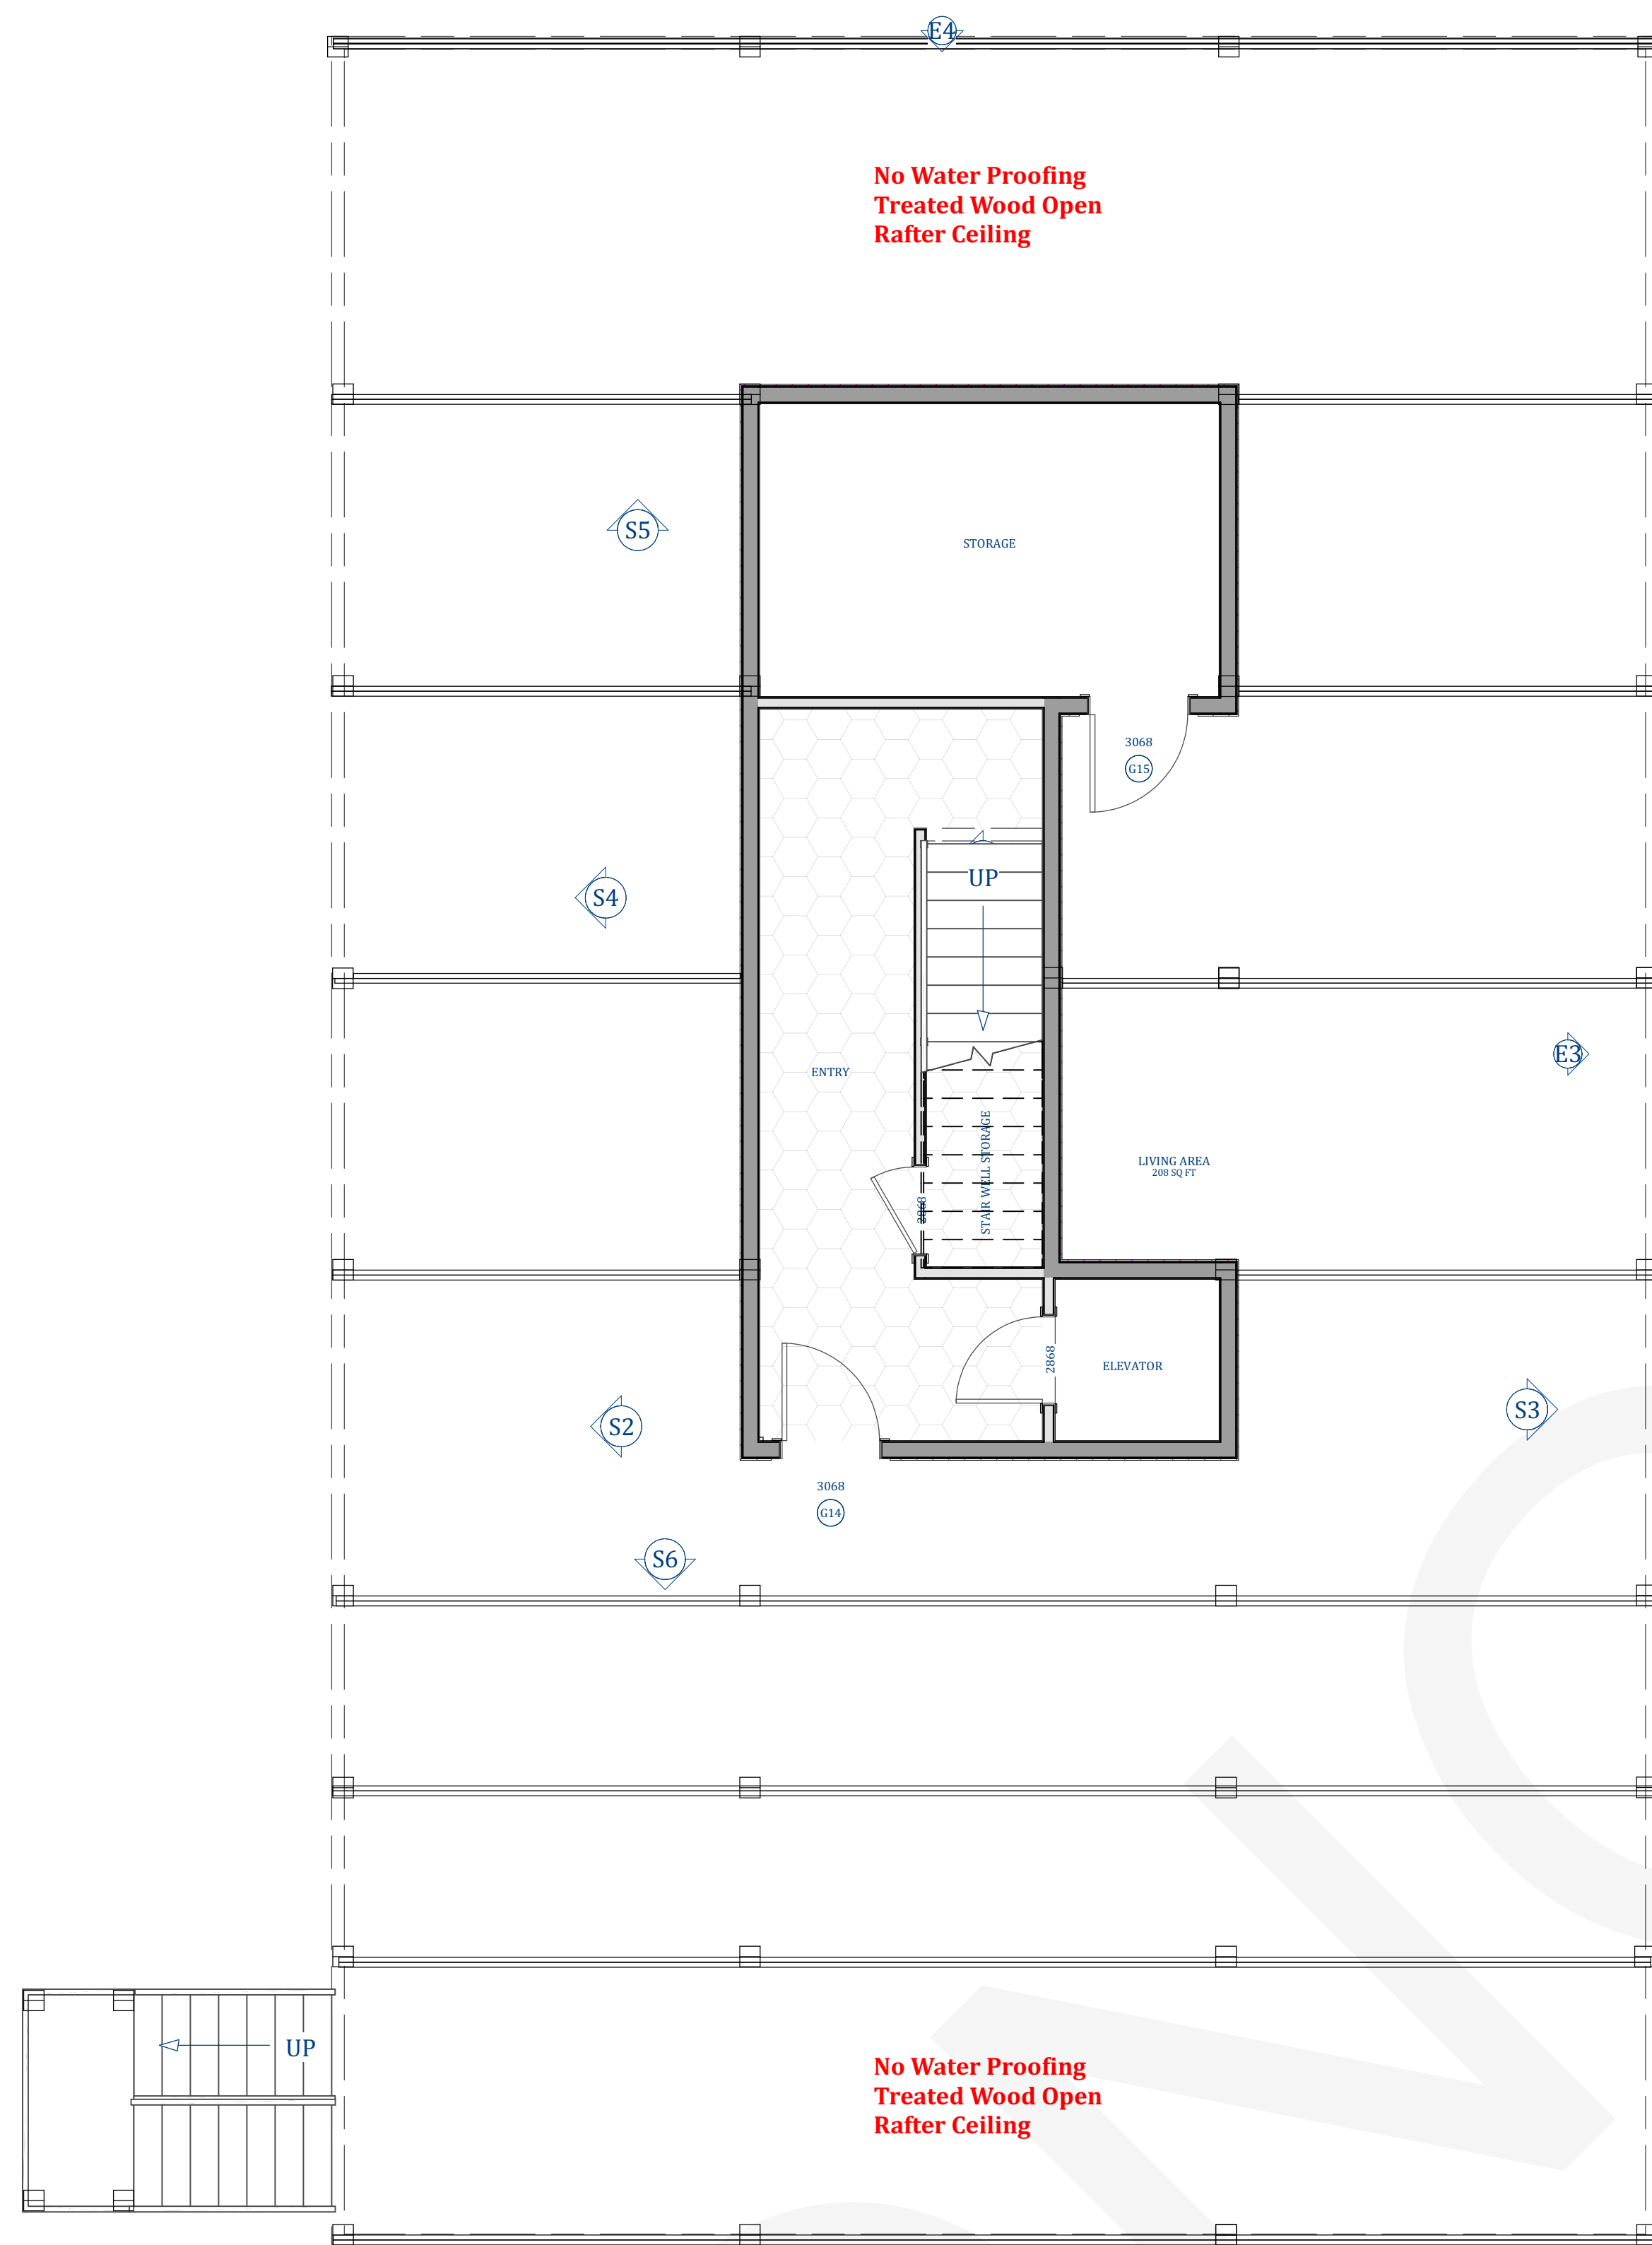 E4
No Water Proofing
Treated Wood Open
Rafter Ceiling
S5
STORAGE
3068
G15
UP
S4
E3
ENTRY
STAIR WELL STORAGE
LIVING AREA
208 SQ FT
2868
2868
ELEVATOR
S2
S3
3068
G14
S6
UP
No Water Proofing
Treated Wood Open
Rafter Ceiling